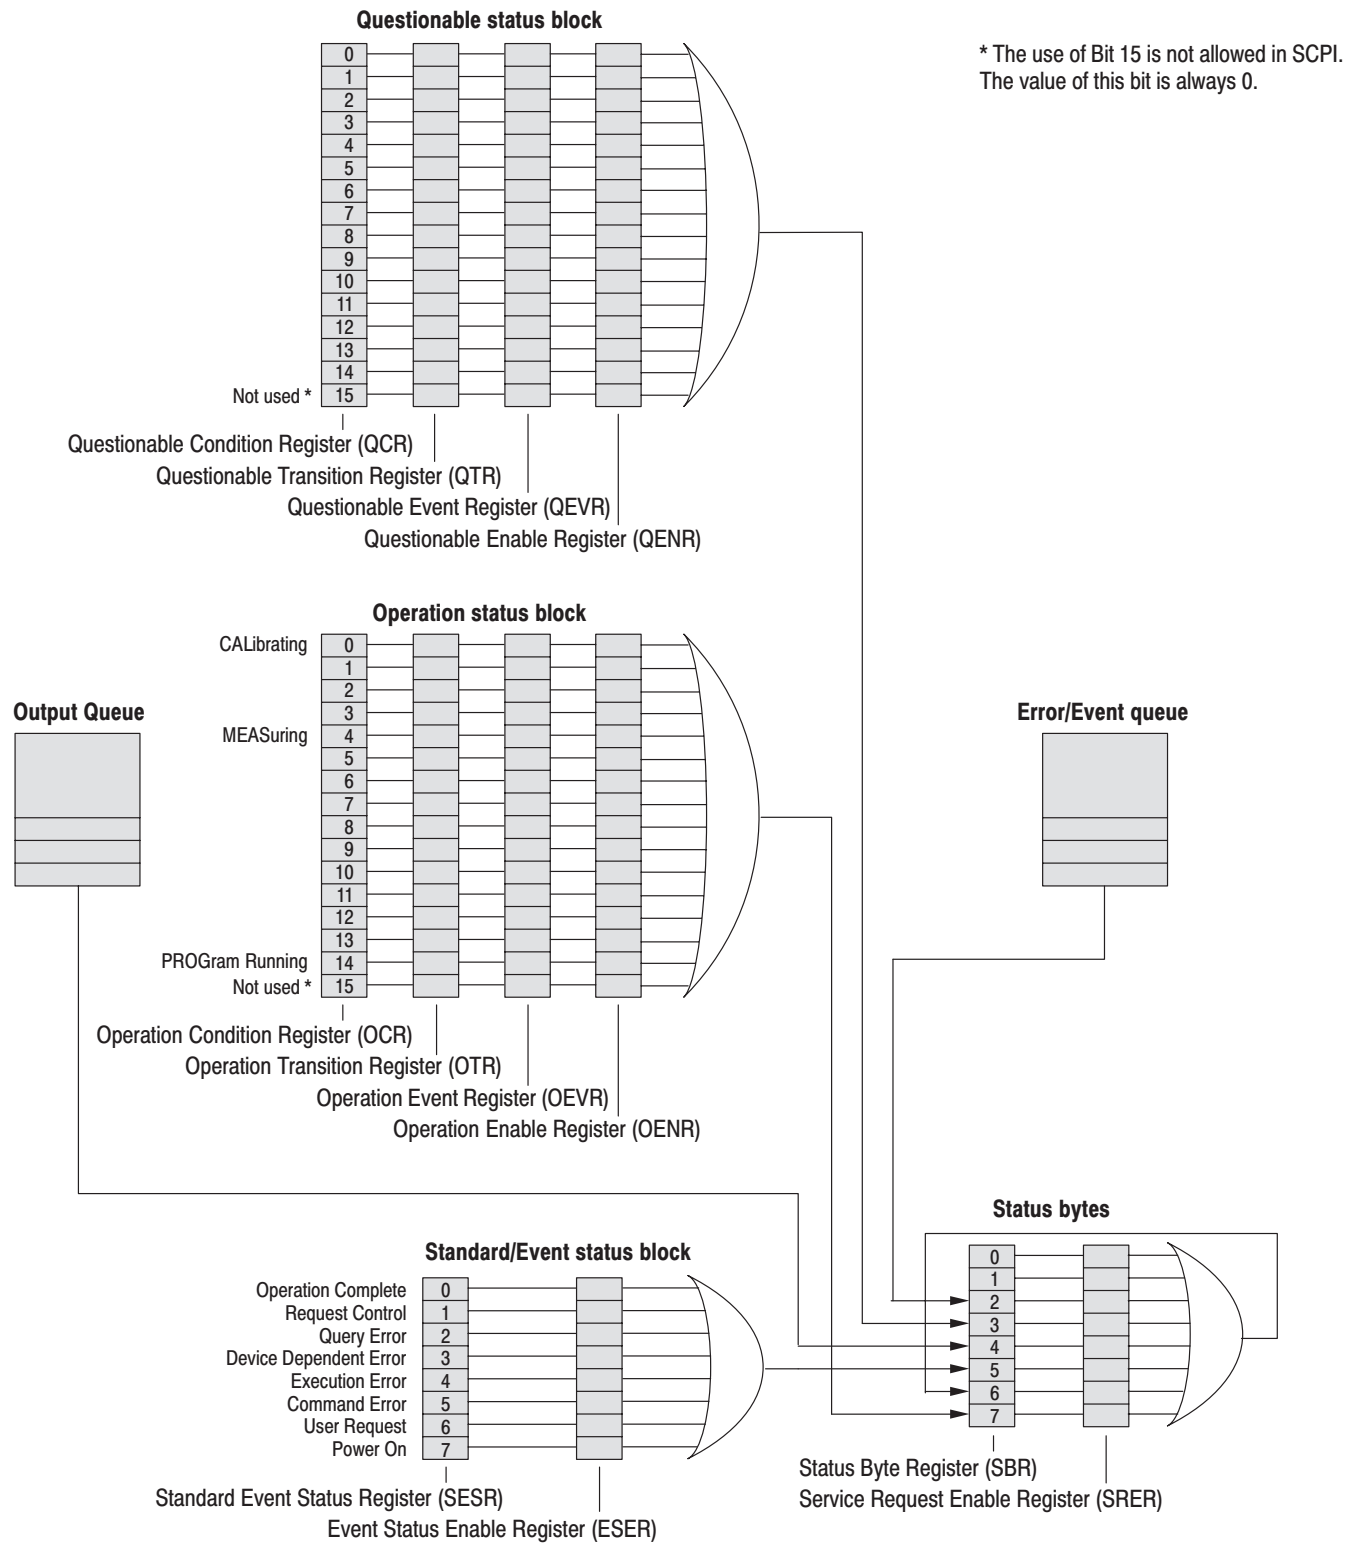 Questionable status block
* The use of Bit 15 is not allowed in SCPI.
The value of this bit is always 0.
0
1
2
3
4
5
6
7
8
9
10
11
12
13
14
Not used * 15
Questionable Condition Register (QCR)
Questionable Transition Register (QTR)
Questionable Event Register (QEVR)
Questionable Enable Register (QENR)
Operation status block
CALibrating 0
1
2
3
MEASuring 4
5
6
7
8
9
10
11
12
13
PROGram Running 14
Not used * 15
Operation Condition Register (OCR)
Operation Transition Register (OTR)
Operation Event Register (OEVR)
Operation Enable Register (OENR)
Output Queue
Error/Event queue
Standard/Event status block
Operation Complete 0
Request Control 1
Query Error 2
Device Dependent Error 3
Execution Error 4
Command Error 5
User Request 6
Power On 7
Standard Event Status Register (SESR)
Event Status Enable Register (ESER)
Status bytes
0
1
2
3
4
5
6
7
Status Byte Register (SBR)
Service Request Enable Register (SRER)